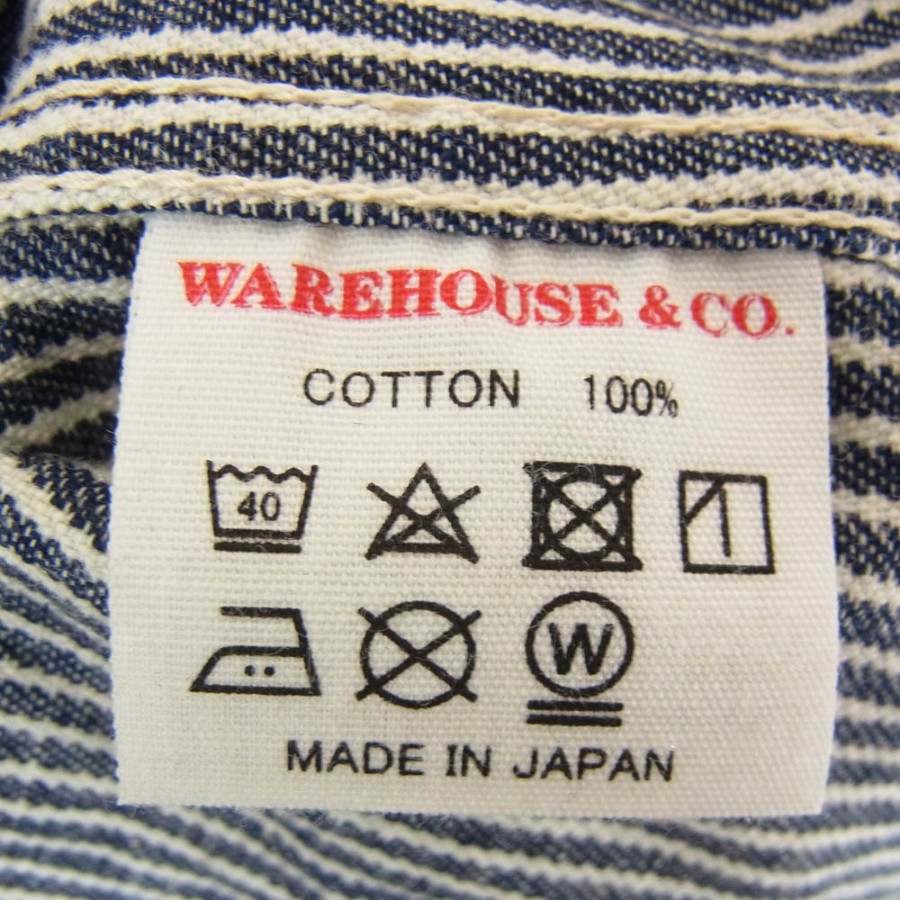 WAREHOUSE & CO.
COTTON 100%
40
W
MADE IN JAPAN